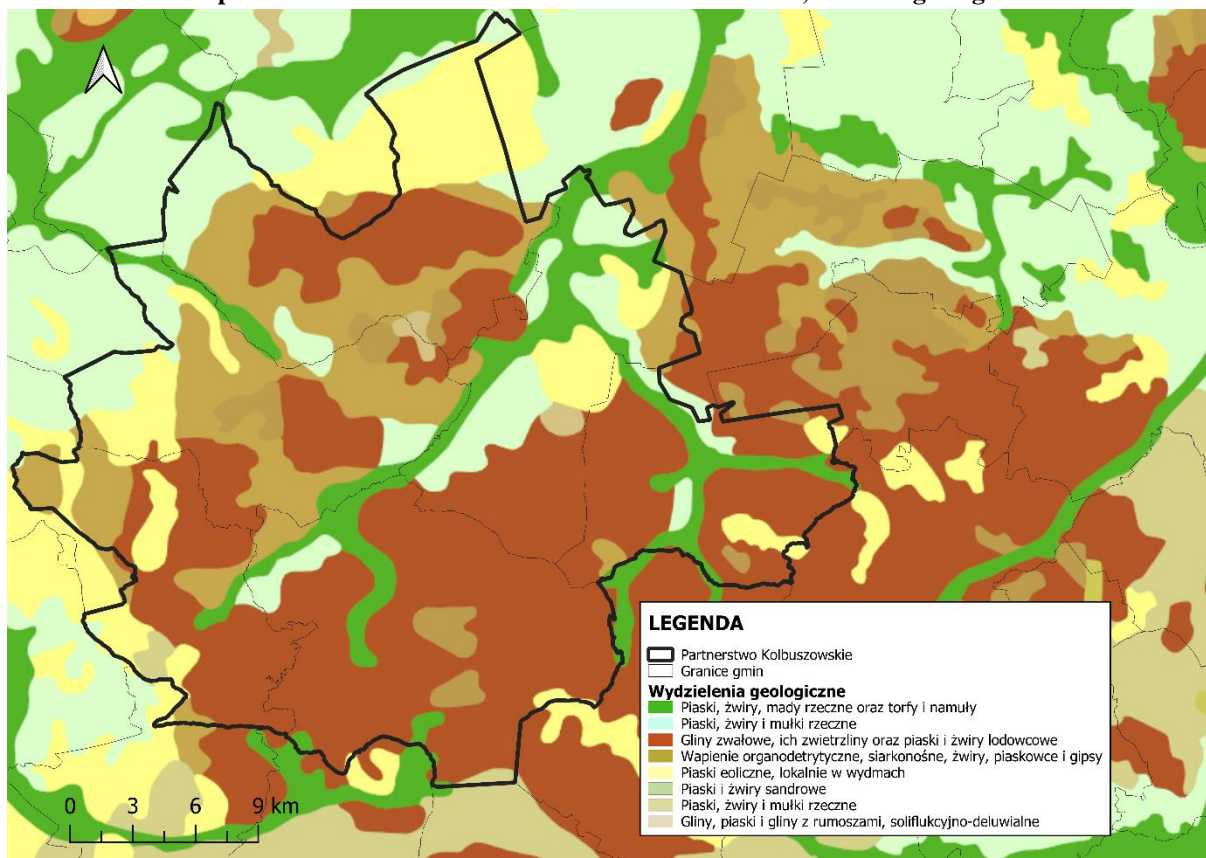 0 3 6 9 km
LEGENDA
Partnerstwo Kolbuszowskie
Granice gmin
Wydzielenia geologiczne
Piaski, żwiry, mady rzeczne oraz torfy i namuły
Piaski, żwiry i mułki rzeczne
Gliny zwałowe, ich zwietrzliny oraz piaski i żwiry lodowcowe
Wapienie organodetrytyczne, siarkonośne, żwiry, piaskowce i gipsy
Piaski eoliczne, lokalnie w wydmach
Piaski i żwiry sandrowe
Piaski, żwiry i mułki rzeczne
Gliny, piaski i gliny z rumoszami, soliflukcyjno-deluwialne